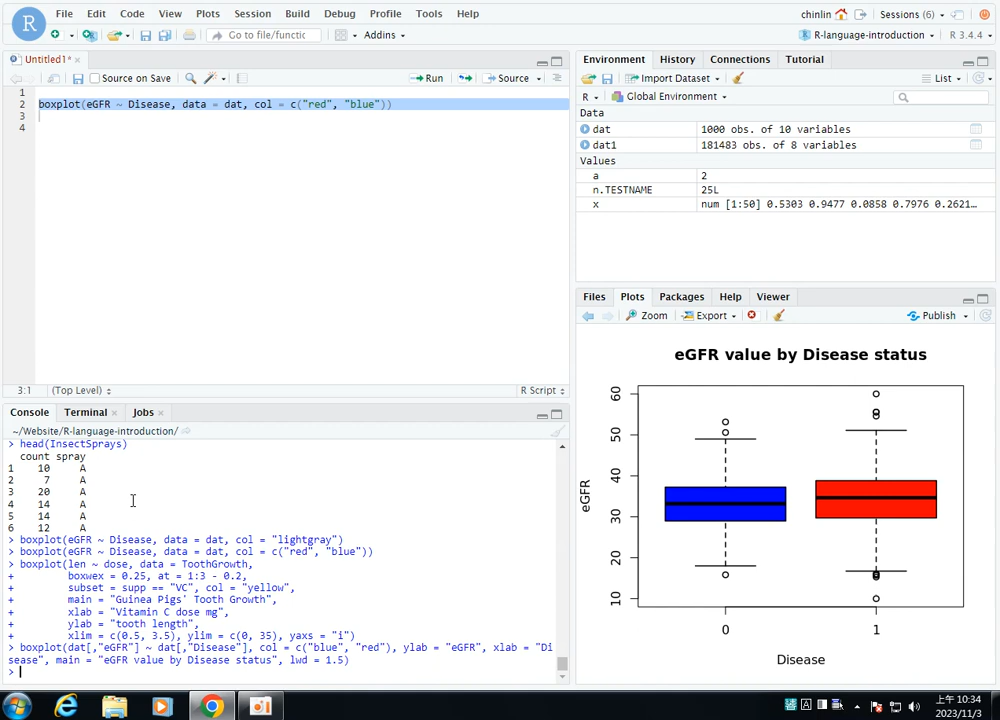 File Edit Code View Plots Session Build Debug Profile Tools Help
chinlin Sessions (6)
Go to file/functic Addins
R-language-introduction R 3.4.4
Untitled1*
Source on Save Run Source
1
2 boxplot(eGFR ~ Disease, data = dat, col = c("red", "blue"))
3
4
3:1 (Top Level) R Script
Console Terminal Jobs
~/Website/R-language-introduction/
> head(InsectSprays)
count spray
1 10 A
2 7 A
3 20 A
4 14 A
5 14 A
6 12 A
> boxplot(eGFR ~ Disease, data = dat, col = "lightgray")
> boxplot(eGFR ~ Disease, data = dat, col = c("red", "blue"))
> boxplot(len ~ dose, data = ToothGrowth,
+ boxwex = 0.25, at = 1:3 - 0.2,
+ subset = supp == "VC", col = "yellow",
+ main = "Guinea Pigs' Tooth Growth",
+ xlab = "Vitamin C dose mg",
+ ylab = "tooth length",
+ xlim = c(0.5, 3.5), ylim = c(0, 35), yaxs = "i")
> boxplot(dat[,"eGFR"] ~ dat[,"Disease"], col = c("blue", "red"), ylab = "eGFR", xlab = "Di
sease", main = "eGFR value by Disease status", lwd = 1.5)
>
Environment History Connections Tutorial
Import Dataset List
R Global Environment
Data
dat 1000 obs. of 10 variables
dat1 181483 obs. of 8 variables
Values
a 2
n.TESTNAME 25L
x num [1:50] 0.5303 0.9477 0.0858 0.7976 0.2621…
Files Plots Packages Help Viewer
Zoom Export Publish
eGFR value by Disease status
60
50
40
30
20
10
eGFR
0 1
Disease
上午 10:34
2023/11/3